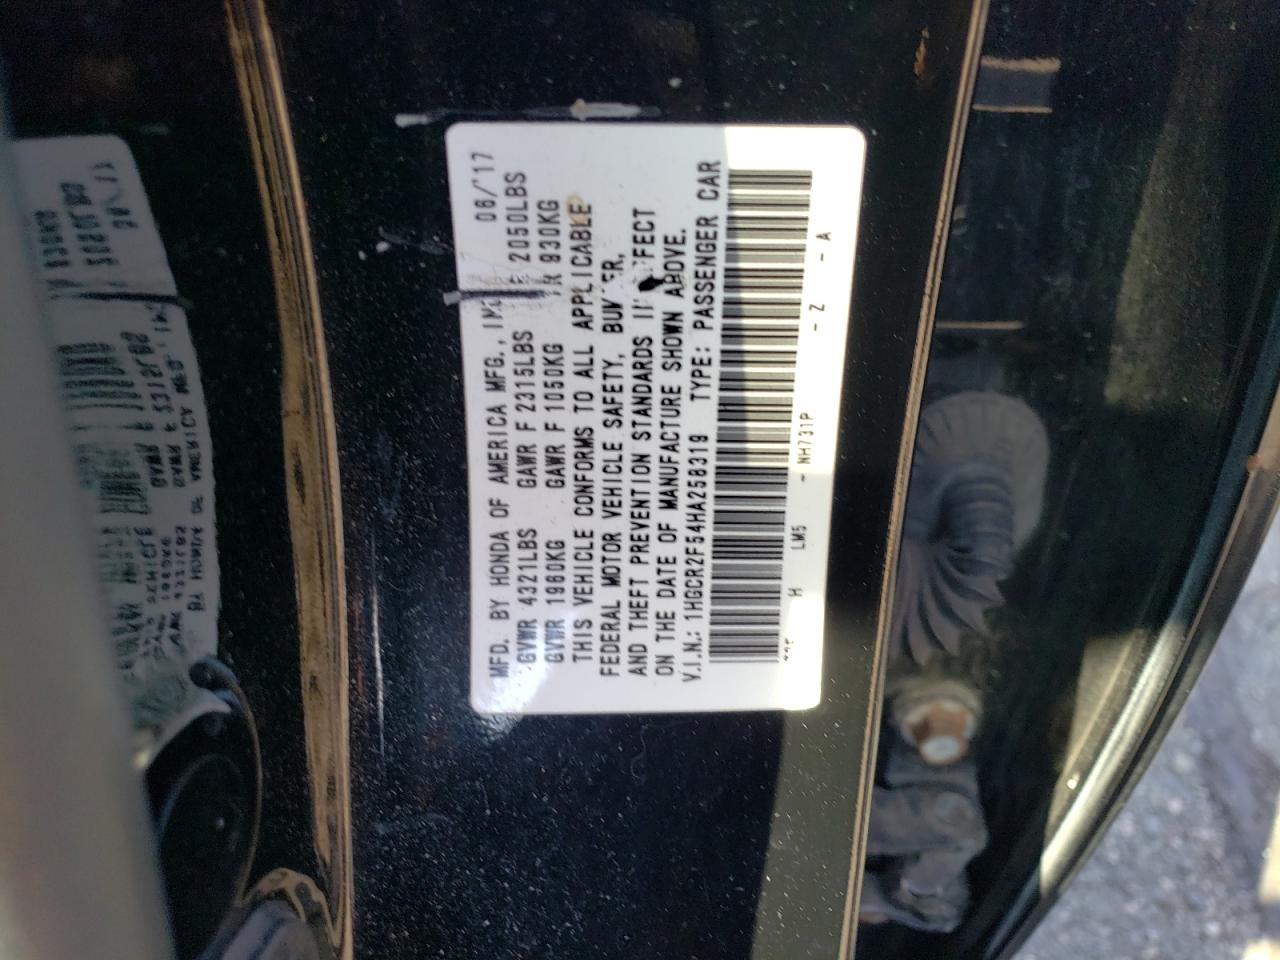 MFD. BY HONDA OF AMERICA MFG., 06/'17
GVWR 4321LBS GAWR F 2315LBS 2050LBS
GVWR 1960KG GAWR F 1050KG 930KG
THIS VEHICLE CONFORMS TO ALL APPLICABLE
FEDERAL MOTOR VEHICLE SAFETY,
AND THEFT PREVENTION STANDARDS
ON THE DATE OF MANUFACTURE SHOWN ABOVE.
V.I.N.: 1HGCR2F54HA258319 TYPE: PASSENGER CAR
H LM5 - NH731P - Z - A